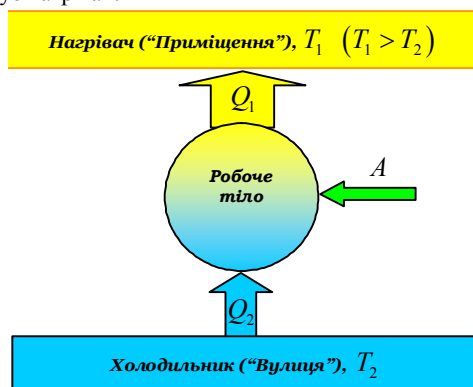 Нагрівач (“Приміщення”), T₁ (T₁ > T₂)
Q₁
Робоче
тіло
A
Q₂
Холодильник (“Вулиця”), T₂